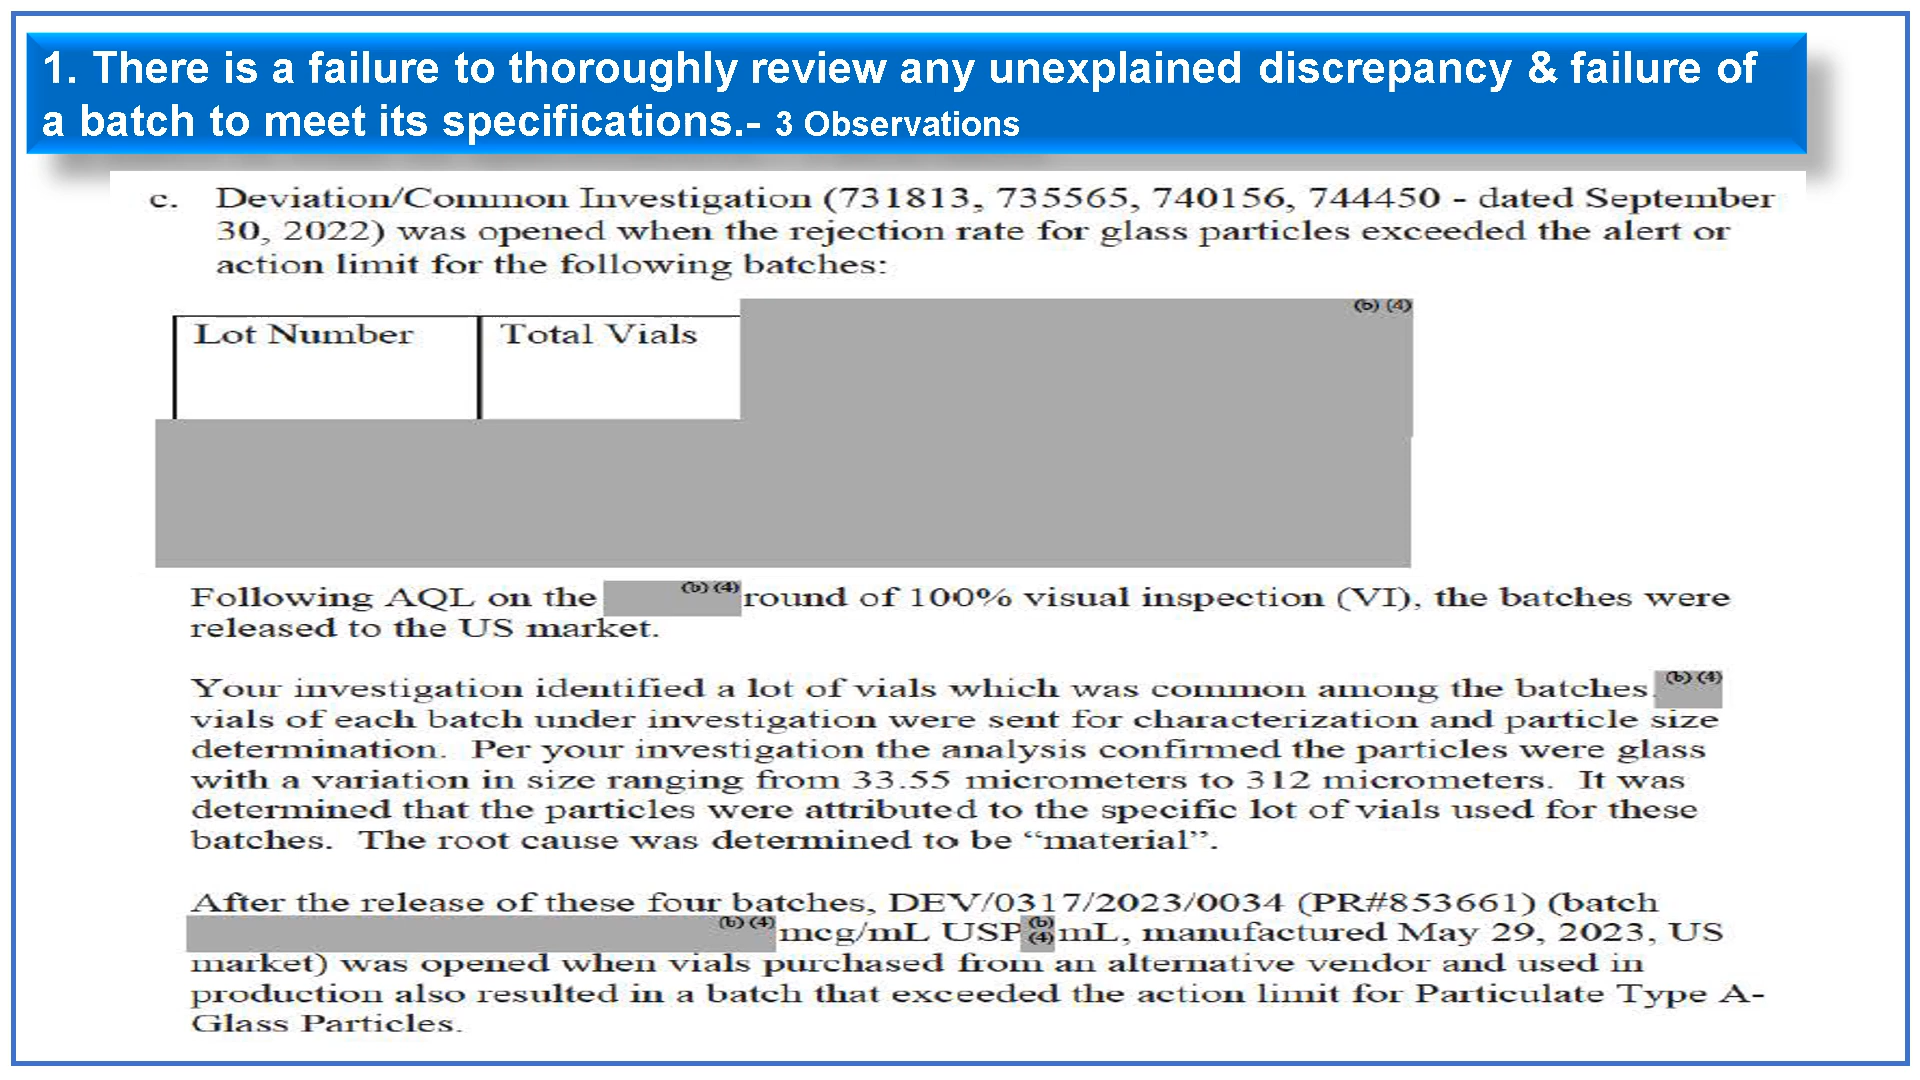 1. There is a failure to thoroughly review any unexplained discrepancy & failure of
a batch to meet its specifications.- 3 Observations
c. Deviation/Common Investigation (731813, 735565, 740156, 744450 - dated September
30, 2022) was opened when the rejection rate for glass particles exceeded the alert or
action limit for the following batches:
(b) (4)
Lot Number Total Vials
Following AQL on the (b) (4) round of 100% visual inspection (VI), the batches were
released to the US market.
Your investigation identified a lot of vials which was common among the batches. (b) (4)
vials of each batch under investigation were sent for characterization and particle size
determination. Per your investigation the analysis confirmed the particles were glass
with a variation in size ranging from 33.55 micrometers to 312 micrometers. It was
determined that the particles were attributed to the specific lot of vials used for these
batches. The root cause was determined to be “material”.
After the release of these four batches, DEV/0317/2023/0034 (PR#853661) (batch
(b) (4) mcg/mL USP (b) (4) mL, manufactured May 29, 2023, US
market) was opened when vials purchased from an alternative vendor and used in
production also resulted in a batch that exceeded the action limit for Particulate Type A-
Glass Particles.